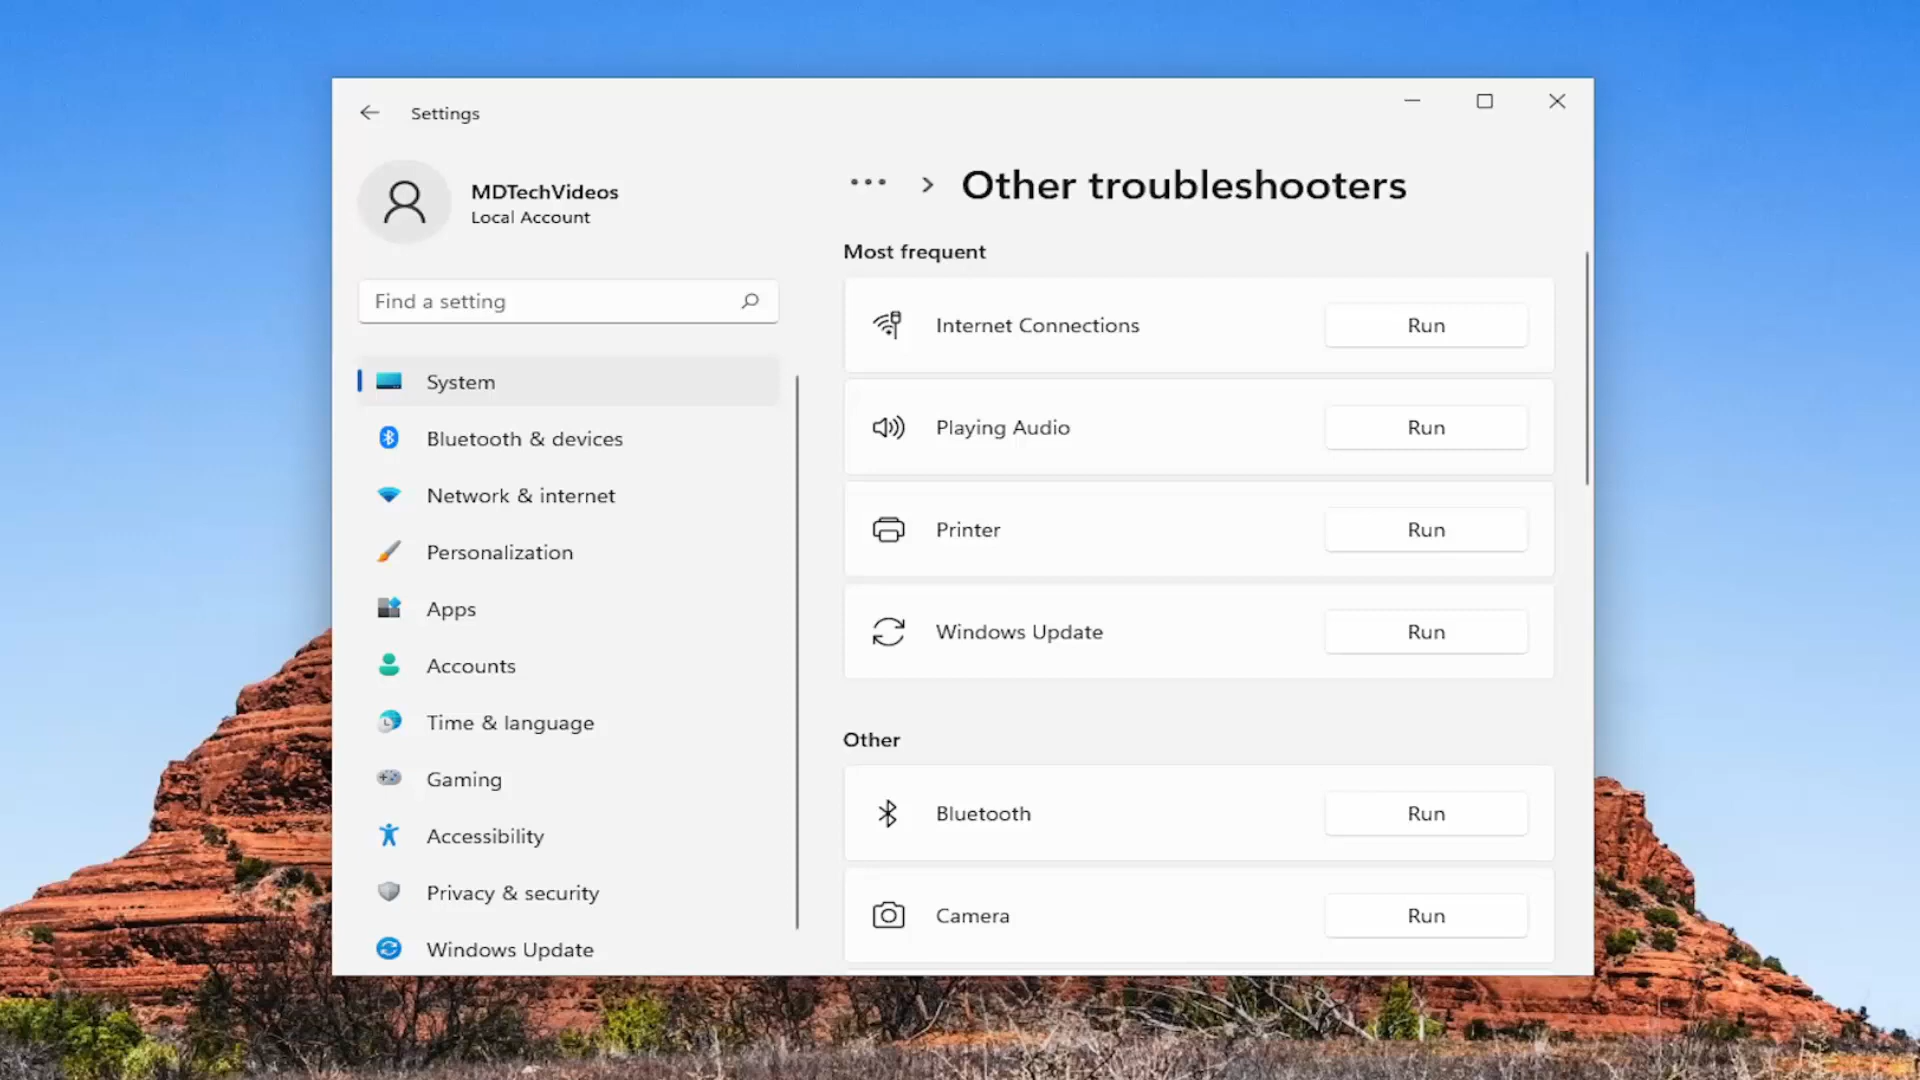 Settings
MDTechVideos
Local Account
Find a setting
System
Bluetooth & devices
Network & internet
Personalization
Apps
Accounts
Time & language
Gaming
Accessibility
Privacy & security
Windows Update
Other troubleshooters
Most frequent
Internet Connections Run
Playing Audio Run
Printer Run
Windows Update Run
Other
Bluetooth Run
Camera Run